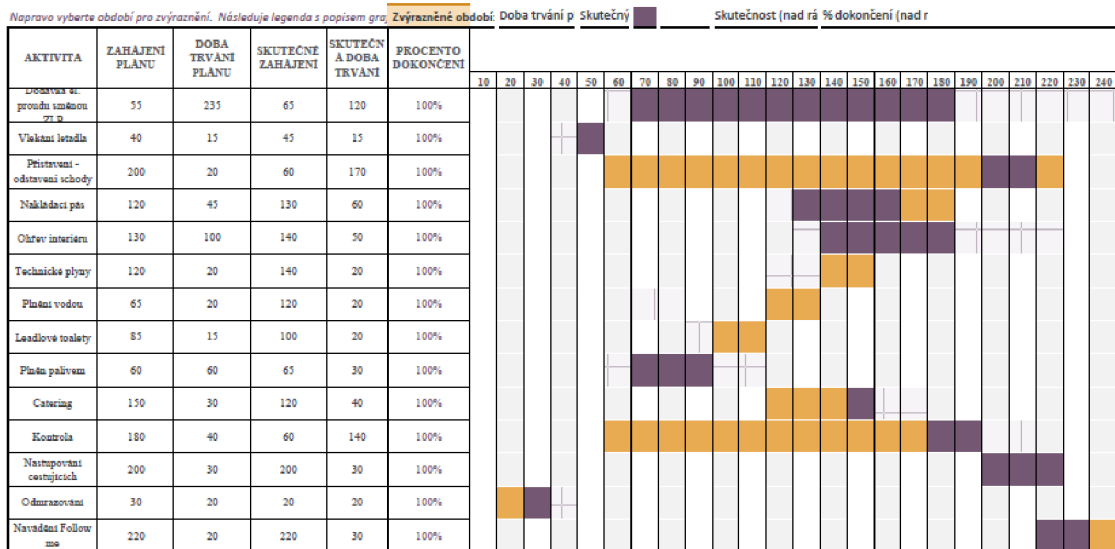 Napravo vyberte období pro zvýraznění. Následuje legenda s popisem gra Zvýrazněné období: Doba trvání p Skutečný Skutečnost (nad rá % dokončení (nad r
AKTIVITA ZAHÁJENÍ PLÁNU DOBA TRVÁNÍ PLÁNU SKUTEČNÉ ZAHÁJENÍ SKUTEČN Á DOBA TRVÁNÍ PROCENTO DOKONČENÍ
10 20 30 40 50 60 70 80 90 100 110 120 130 140 150 160 170 180 190 200 210 220 230 240
Dodávka el. proudu směnou ZLP 55 235 65 120 100%
Vlekání letadla 40 15 45 15 100%
Přistavení - odstavení schody 200 20 60 170 100%
Nakládací pás 120 45 130 60 100%
Ohřev interiéru 130 100 140 50 100%
Technické plyny 120 20 140 20 100%
Plnění vodou 65 20 120 20 100%
Leadlové toalety 85 15 100 20 100%
Plněn palivem 60 60 65 30 100%
Catering 150 30 120 40 100%
Kontrola 180 40 60 140 100%
Nastupování cestujících 200 30 200 30 100%
Odmrazování 30 20 20 20 100%
Navádění Follow me 220 20 220 30 100%